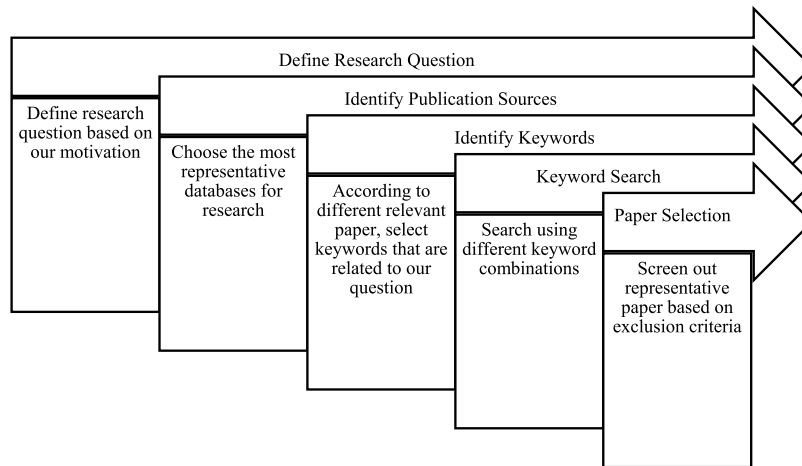 Define Research Question
Define research
question based on
our motivation
Identify Publication Sources
Choose the most
representative
databases for
research
Identify Keywords
According to
different relevant
paper, select
keywords that are
related to our
question
Keyword Search
Search using
different keyword
combinations
Paper Selection
Screen out
representative
paper based on
exclusion criteria